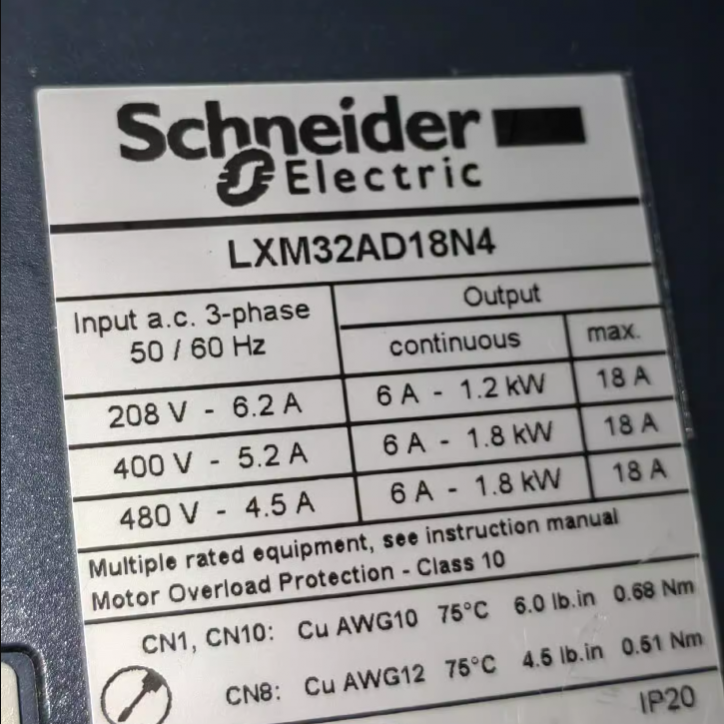 Schneider
Electric
LXM32AD18N4
Input a.c. 3-phase
50 / 60 Hz
Output
continuous
max.
208 V - 6.2 A
6 A - 1.2 kW
18 A
400 V - 5.2 A
6 A - 1.8 kW
18 A
480 V - 4.5 A
6 A - 1.8 kW
18 A
Multiple rated equipment, see instruction manual
Motor Overload Protection - Class 10
CN1, CN10: Cu AWG10 75°C 6.0 lb.in 0.68 Nm
CN8: Cu AWG12 75°C 4.5 lb.in 0.51 Nm
IP20